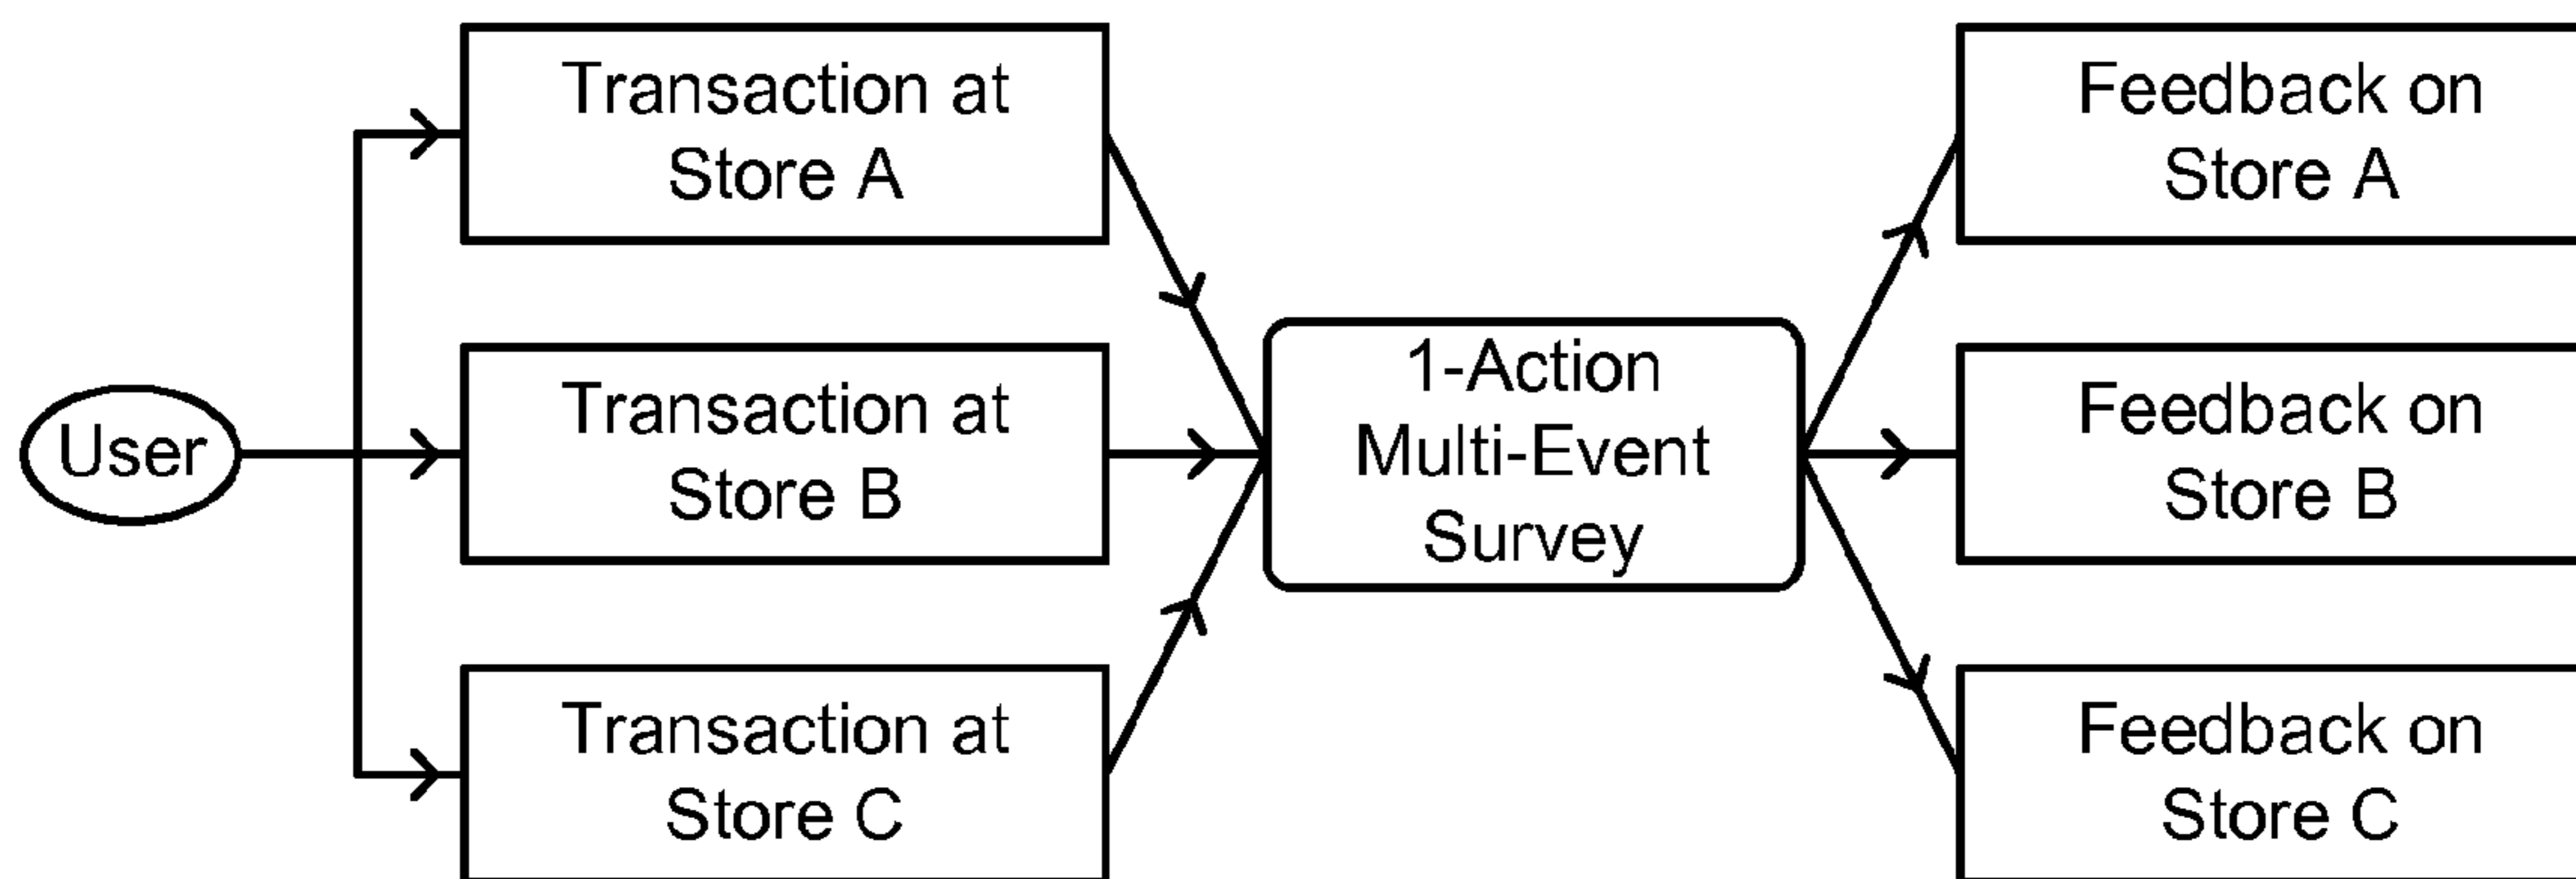 User
Transaction at
Store A
Transaction at
Store B
Transaction at
Store C
1-Action
Multi-Event
Survey
Feedback on
Store A
Feedback on
Store B
Feedback on
Store C